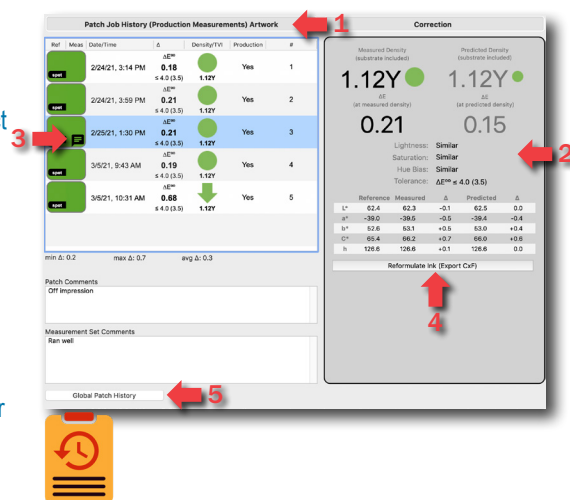 Patch Job History (Production Measurements) Artwork
1
Ref Meas Date/Time Δ Density/TVI Production #
spot 2/24/21, 3:14 PM ΔE⁰⁰ 0.18 ≤ 4.0 (3.5) 1.12Y Yes 1
spot 2/24/21, 3:59 PM ΔE⁰⁰ 0.21 ≤ 4.0 (3.5) 1.12Y Yes 2
st
3
2/25/21, 1:30 PM ΔE⁰⁰ 0.21 ≤ 4.0 (3.5) 1.12Y Yes 3
spot 3/5/21, 9:43 AM ΔE⁰⁰ 0.19 ≤ 4.0 (3.5) 1.12Y Yes 4
spot 3/5/21, 10:31 AM ΔE⁰⁰ 0.68 ≤ 4.0 (3.5) 1.12Y Yes 5
min Δ: 0.2 max Δ: 0.7 avg Δ: 0.3
Patch Comments
Off impression
Measurement Set Comments
Ran well
Global Patch History
5
r
Correction
Measured Density Predicted Density
(substrate included) (substrate included)
1.12Y 1.12Y
ΔE ΔE
(at measured density) (at predicted density)
0.21 0.15
2
Lightness: Similar
Saturation: Similar
Hue Bias: Similar
Tolerance: ΔE⁰⁰ ≤ 4.0 (3.5)
Reference Measured Δ Predicted Δ
L* 62.4 62.3 -0.1 62.5 0.0
a* -39.0 -39.5 -0.5 -39.4 -0.4
b* 52.6 53.1 +0.5 53.0 +0.4
C* 65.4 66.2 +0.7 66.0 +0.6
h 126.6 126.6 +0.1 126.6 0.0
Reformulate Ink (Export CxF)
4